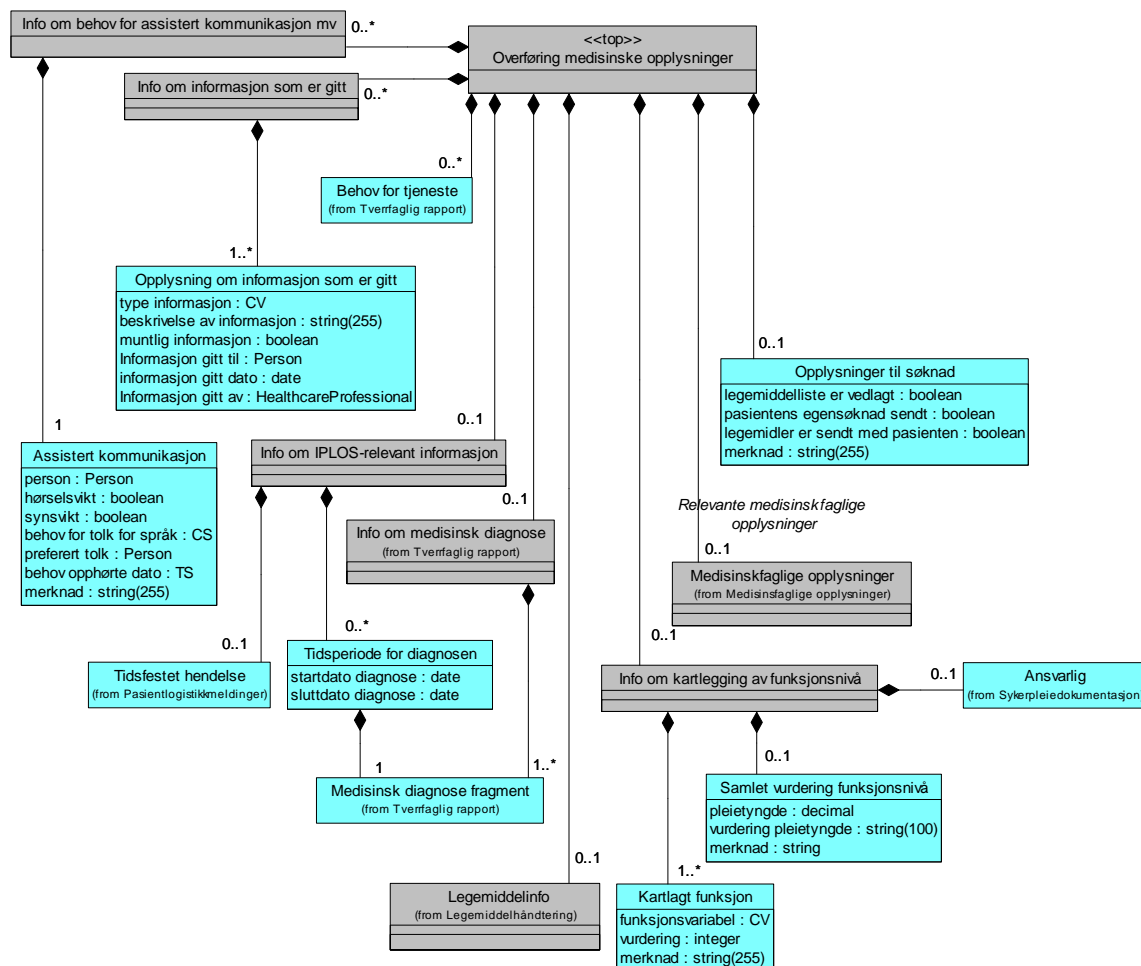 Info om behov for assistert kommunikasjon mv
0..*
<<top>>
Overføring medisinske opplysninger
Info om informasjon som er gitt
0..*
0..*
Behov for tjeneste
(from Tverrfaglig rapport)
1..*
Opplysning om informasjon som er gitt
type informasjon : CV
beskrivelse av informasjon : string(255)
muntlig informasjon : boolean
Informasjon gitt til : Person
informasjon gitt dato : date
Informasjon gitt av : HealthcareProfessional
0..1
Opplysninger til søknad
legemiddelliste er vedlagt : boolean
pasientens egensøknad sendt : boolean
legemidler er sendt med pasienten : boolean
merknad : string(255)
1
Assistert kommunikasjon
person : Person
hørselsvikt : boolean
synsvikt : boolean
behov for tolk for språk : CS
preferert tolk : Person
behov opphørte dato : TS
merknad : string(255)
0..1
Info om IPLOS-relevant informasjon
0..1
Info om medisinsk diagnose
(from Tverrfaglig rapport)
Relevante medisinskfaglige
opplysninger
0..1
Medisinskfaglige opplysninger
(from Medisinsfaglige opplysninger)
0..1
Tidsfestet hendelse
(from Pasientlogistikkmeldinger)
0..*
Tidsperiode for diagnosen
startdato diagnose : date
sluttdato diagnose : date
0..1
Info om kartlegging av funksjonsnivå
0..1
Ansvarlig
(from Sykerpleiedokumentasjon)
1
1..*
Medisinsk diagnose fragment
(from Tverrfaglig rapport)
0..1
Samlet vurdering funksjonsnivå
pleietyngde : decimal
vurdering pleietyngde : string(100)
merknad : string
0..1
Legemiddelinfo
(from Legemiddelhåndtering)
1..*
Kartlagt funksjon
funksjonsvariabel : CV
vurdering : integer
merknad : string(255)